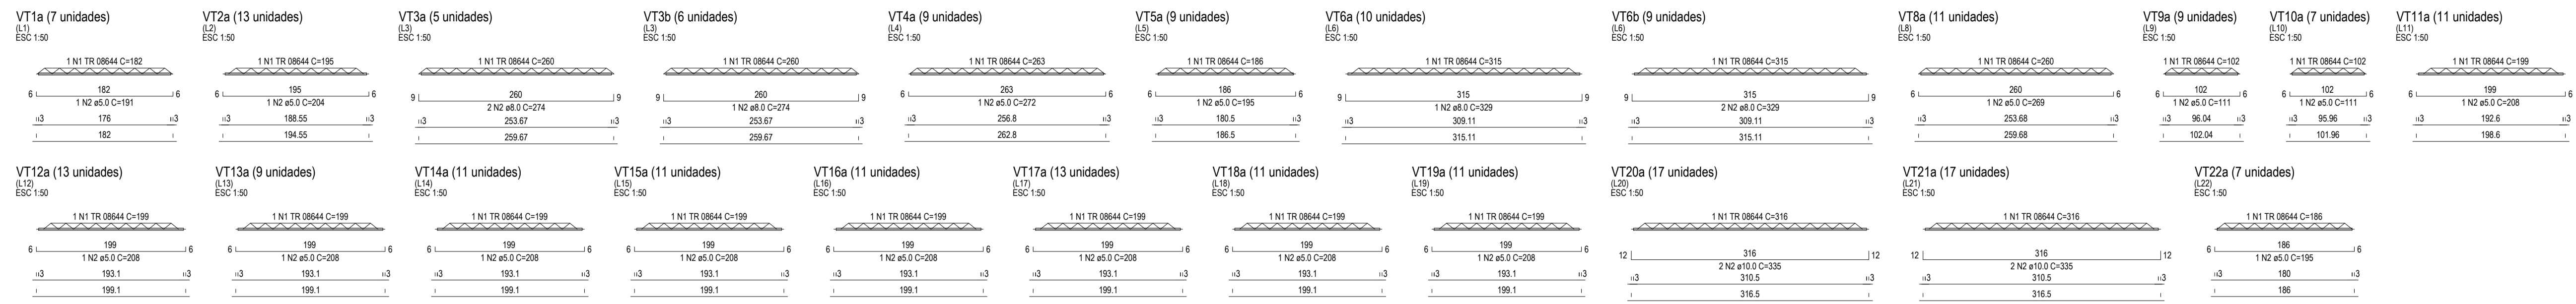 VT1a (7 unidades)
(L1)
ESC 1:50
1 N1 TR 08644 C=182
6 182 6
1 N2 ø5.0 C=191
3 176 3
182
VT2a (13 unidades)
(L2)
ESC 1:50
1 N1 TR 08644 C=195
6 195 6
1 N2 ø5.0 C=204
3 188.55 3
194.55
VT3a (5 unidades)
(L3)
ESC 1:50
1 N1 TR 08644 C=260
9 260 9
2 N2 ø8.0 C=274
3 253.67 3
259.67
VT3b (6 unidades)
(L3)
ESC 1:50
1 N1 TR 08644 C=260
9 260 9
1 N2 ø8.0 C=274
3 253.67 3
259.67
VT4a (9 unidades)
(L4)
ESC 1:50
1 N1 TR 08644 C=263
6 263 6
1 N2 ø5.0 C=272
3 256.8 3
262.8
VT5a (9 unidades)
(L5)
ESC 1:50
1 N1 TR 08644 C=186
6 186 6
1 N2 ø5.0 C=195
3 180.5 3
186.5
VT6a (10 unidades)
(L6)
ESC 1:50
1 N1 TR 08644 C=315
9 315 9
1 N2 ø8.0 C=329
3 309.11 3
315.11
VT6b (9 unidades)
(L6)
ESC 1:50
1 N1 TR 08644 C=315
9 315 9
2 N2 ø8.0 C=329
3 309.11 3
315.11
VT8a (11 unidades)
(L8)
ESC 1:50
1 N1 TR 08644 C=260
6 260 6
1 N2 ø5.0 C=269
3 253.68 3
259.68
VT9a (9 unidades)
(L9)
ESC 1:50
1 N1 TR 08644 C=102
6 102 6
1 N2 ø5.0 C=111
3 96.04 3
102.04
VT10a (7 unidades)
(L10)
ESC 1:50
1 N1 TR 08644 C=102
6 102 6
1 N2 ø5.0 C=111
3 95.96 3
101.96
VT11a (11 unidades)
(L11)
ESC 1:50
1 N1 TR 08644 C=199
6 199 6
1 N2 ø5.0 C=208
3 192.6 3
198.6
VT12a (13 unidades)
(L12)
ESC 1:50
1 N1 TR 08644 C=199
6 199 6
1 N2 ø5.0 C=208
3 193.1 3
199.1
VT13a (9 unidades)
(L13)
ESC 1:50
1 N1 TR 08644 C=199
6 199 6
1 N2 ø5.0 C=208
3 193.1 3
199.1
VT14a (11 unidades)
(L14)
ESC 1:50
1 N1 TR 08644 C=199
6 199 6
1 N2 ø5.0 C=208
3 193.1 3
199.1
VT15a (11 unidades)
(L15)
ESC 1:50
1 N1 TR 08644 C=199
6 199 6
1 N2 ø5.0 C=208
3 193.1 3
199.1
VT16a (11 unidades)
(L16)
ESC 1:50
1 N1 TR 08644 C=199
6 199 6
1 N2 ø5.0 C=208
3 193.1 3
199.1
VT17a (13 unidades)
(L17)
ESC 1:50
1 N1 TR 08644 C=199
6 199 6
1 N2 ø5.0 C=208
3 193.1 3
199.1
VT18a (11 unidades)
(L18)
ESC 1:50
1 N1 TR 08644 C=199
6 199 6
1 N2 ø5.0 C=208
3 193.1 3
199.1
VT19a (11 unidades)
(L19)
ESC 1:50
1 N1 TR 08644 C=199
6 199 6
1 N2 ø5.0 C=208
3 193.1 3
199.1
VT20a (17 unidades)
(L20)
ESC 1:50
1 N1 TR 08644 C=316
12 316 12
2 N2 ø10.0 C=335
3 310.5 3
316.5
VT21a (17 unidades)
(L21)
ESC 1:50
1 N1 TR 08644 C=316
12 316 12
2 N2 ø10.0 C=335
3 310.5 3
316.5
VT22a (7 unidades)
(L22)
ESC 1:50
1 N1 TR 08644 C=186
6 186 6
1 N2 ø5.0 C=195
3 180 3
186